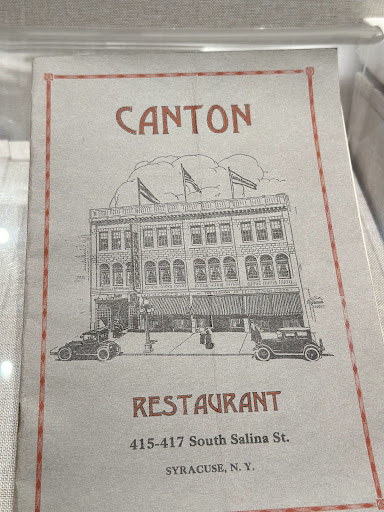 CANTON
RESTAURANT
415-417 South Salina St.
SYRACUSE, N. Y.